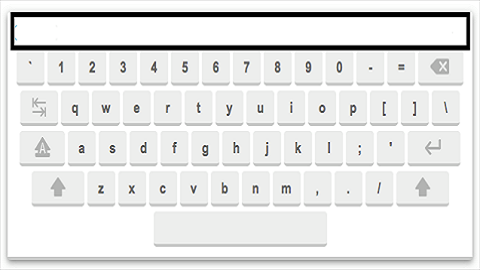 ` 1 2 3 4 5 6 7 8 9 0 - =
q w e r t y u i o p [ ] \
a s d f g h j k l ; '
z x c v b n m , . /